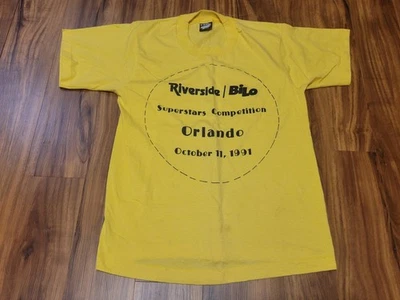 Riverside/BiLo
Superstars Competition
Orlando
October 11, 1991